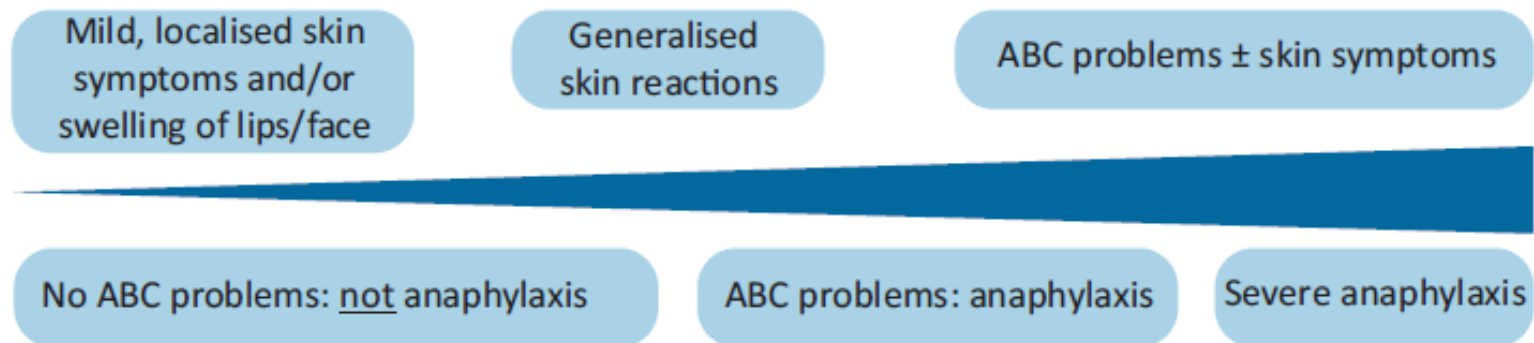 Mild, localised skin
symptoms and/or
swelling of lips/face
Generalised
skin reactions
ABC problems ± skin symptoms
No ABC problems: not anaphylaxis
ABC problems: anaphylaxis
Severe anaphylaxis